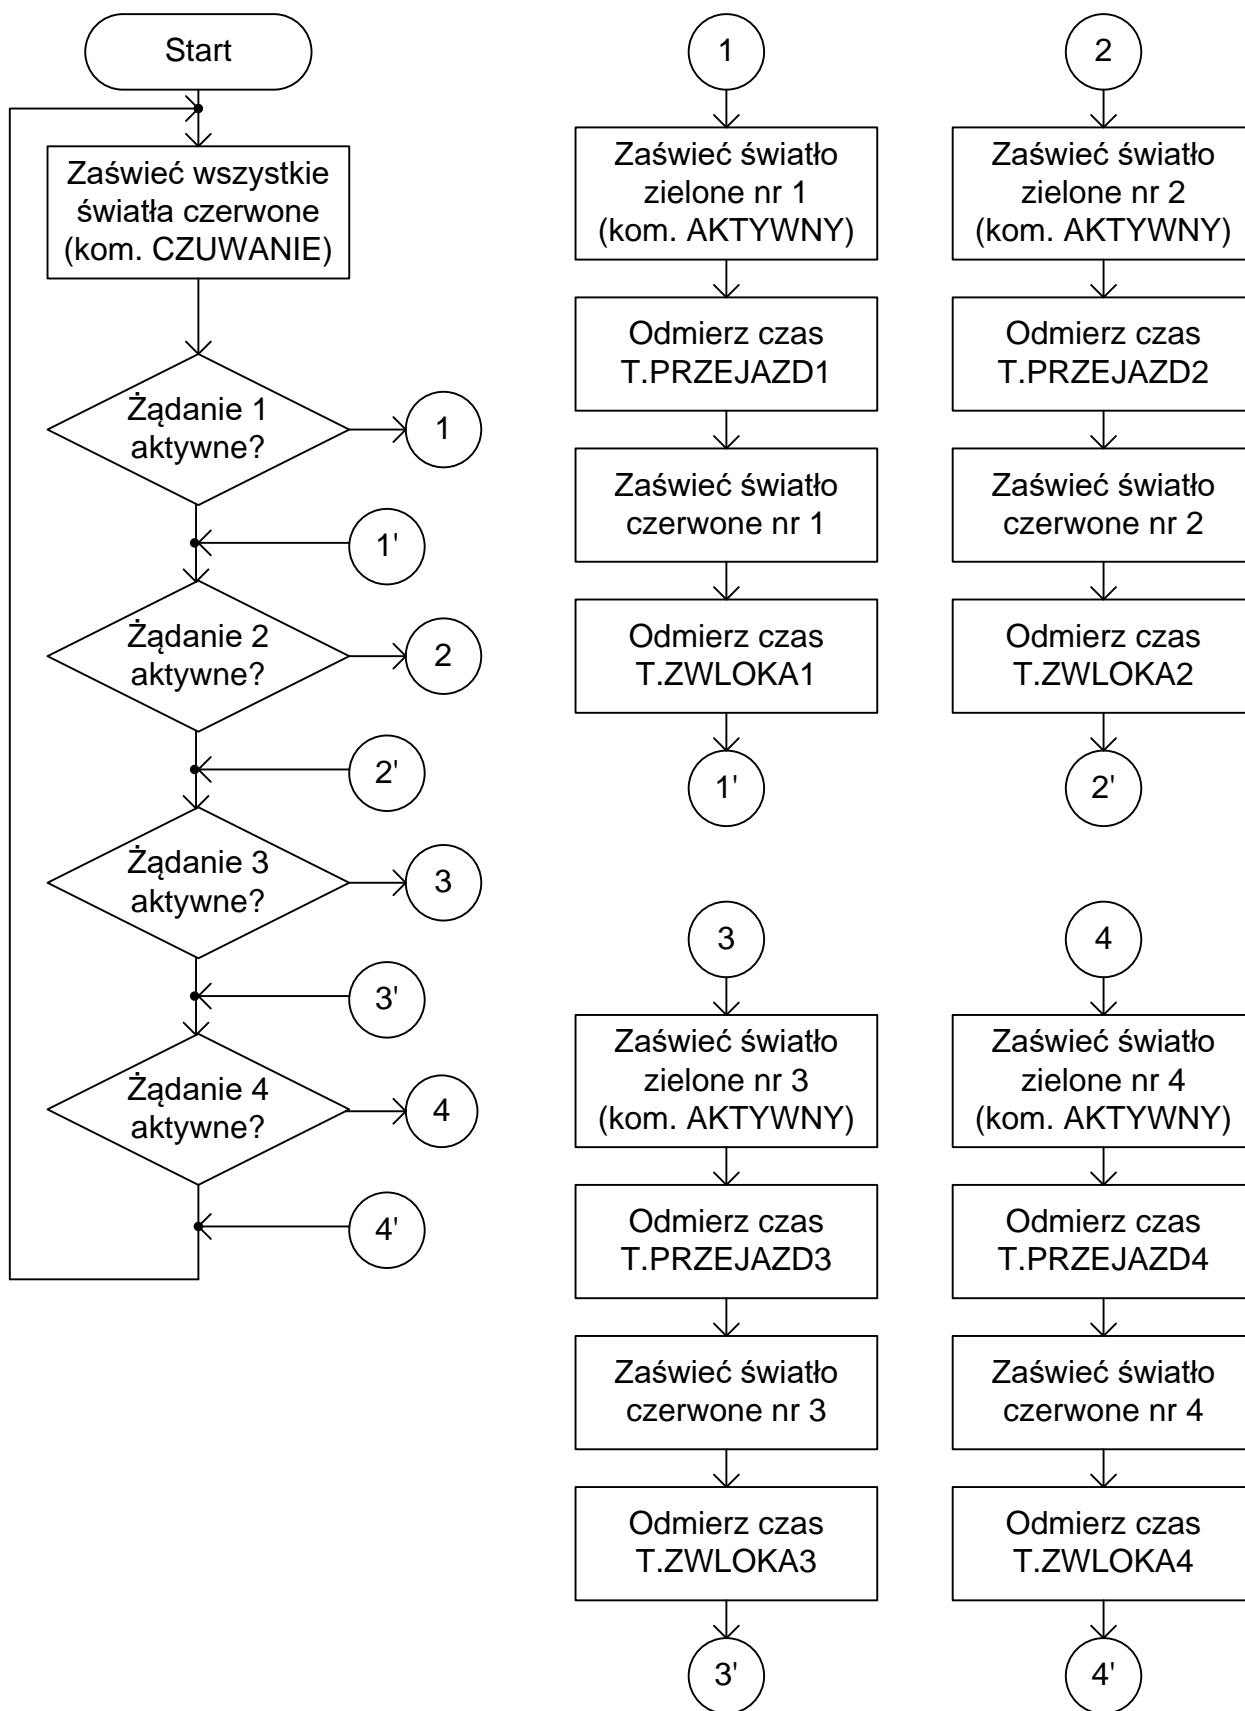 Start
Zaświeć wszystkie
światła czerwone
(kom. CZUWANIE)
Żądanie 1
aktywne?
1
1'
Żądanie 2
aktywne?
2
2'
Żądanie 3
aktywne?
3
3'
Żądanie 4
aktywne?
4
4'
1
Zaświeć światło
zielone nr 1
(kom. AKTYWNY)
Odmierz czas
T.PRZEJAZD1
Zaświeć światło
czerwone nr 1
Odmierz czas
T.ZWLOKA1
1'
2
Zaświeć światło
zielone nr 2
(kom. AKTYWNY)
Odmierz czas
T.PRZEJAZD2
Zaświeć światło
czerwone nr 2
Odmierz czas
T.ZWLOKA2
2'
3
Zaświeć światło
zielone nr 3
(kom. AKTYWNY)
Odmierz czas
T.PRZEJAZD3
Zaświeć światło
czerwone nr 3
Odmierz czas
T.ZWLOKA3
3'
4
Zaświeć światło
zielone nr 4
(kom. AKTYWNY)
Odmierz czas
T.PRZEJAZD4
Zaświeć światło
czerwone nr 4
Odmierz czas
T.ZWLOKA4
4'